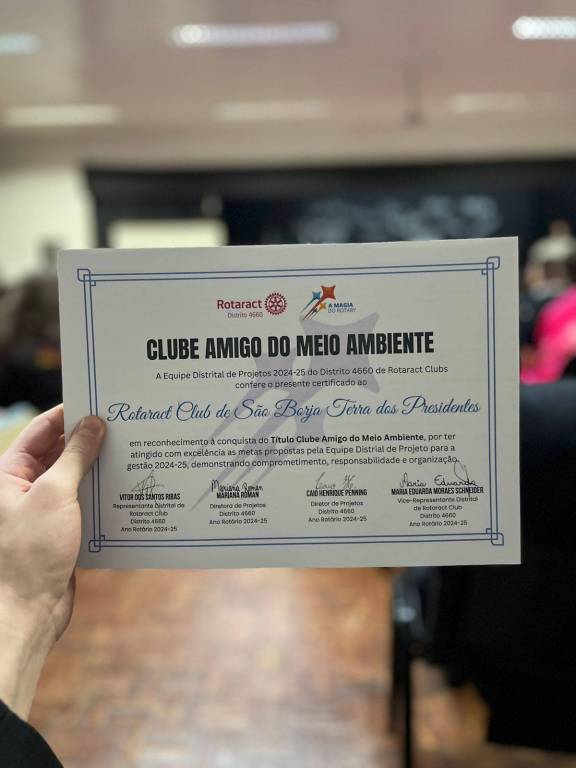 Rotaract
Distrito 4660
A MAGIA
DO ROTARY
CLUBE AMIGO DO MEIO AMBIENTE
A Equipe Distrital de Projetos 2024-25 do Distrito 4660 de Rotaract Clubs
confere o presente certificado ao
Rotaract Club de São Borja Terra dos Presidentes
em reconhecimento à conquista do Título Clube Amigo do Meio Ambiente, por ter
atingido com excelência as metas propostas pela Equipe Distrial de Projeto para a
gestão 2024-25, demonstrando comprometimento, responsabilidade e organização.
Mariana Román
Maria Eduarda
VITOR DOS SANTOS RIBAS
Representante Distrital de
Rotaract Club
Distrito 4660
Ano Rotário 2024-25
MARIANA ROMAN
Diretora de Projetos
Distrito 4660
Ano Rotário 2024-25
CAIO HENRIQUE PENNING
Diretor de Projetos
Distrito 4660
Ano Rotário 2024-25
MARIA EDUARDA MORAES SCHNEIDER
Vice-Representante Distrital
de Rotaract Club
Distrito 4660
Ano Rotário 2024-25